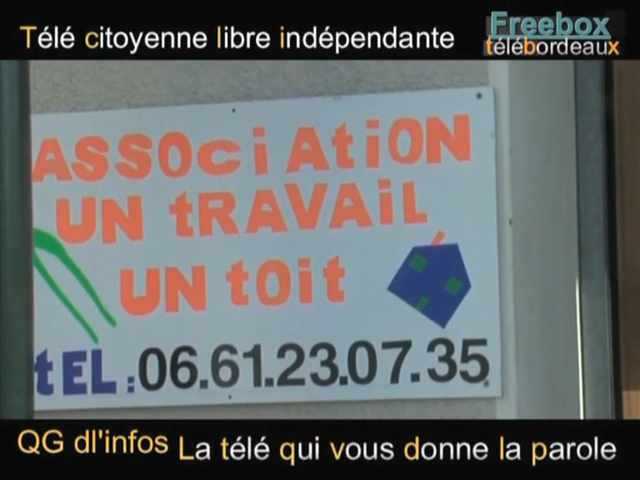 Télé citoyenne libre indépendante
Freebox
télébordeaux
ASSOCiAtiON
UN tRAVAiL
UN tOit
tEL:06.61.23.07.35
QG dl'infos La télé qui vous donne la parole